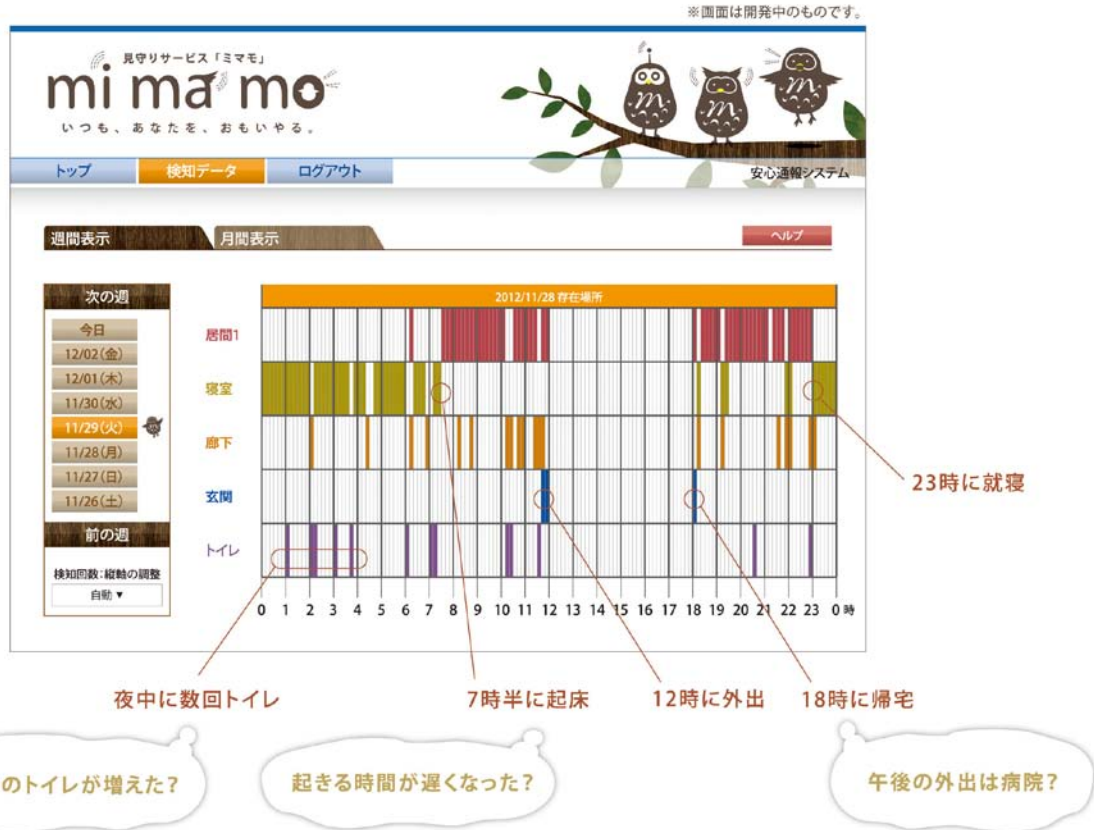 ※画面は開発中のものです。
見守りサービス「ミマモ」
mi ma mo
いつも、あなたを、おもいやる。
トップ
検知データ
ログアウト
安心通報システム
週間表示
月間表示
ヘルプ
次の週
今日
12/02(金)
12/01(木)
11/30(水)
11/29(火)
11/28(月)
11/27(日)
11/26(土)
前の週
検知回数:縦軸の調整
自動 ▼
2012/11/28 存在場所
居間1
寝室
廊下
玄関
トイレ
0 1 2 3 4 5 6 7 8 9 10 11 12 13 14 15 16 17 18 19 20 21 22 23 0 時
23時に就寝
夜中に数回トイレ
7時半に起床
12時に外出
18時に帰宅
のトイレが増えた?
起きる時間が遅くなった?
午後の外出は病院?